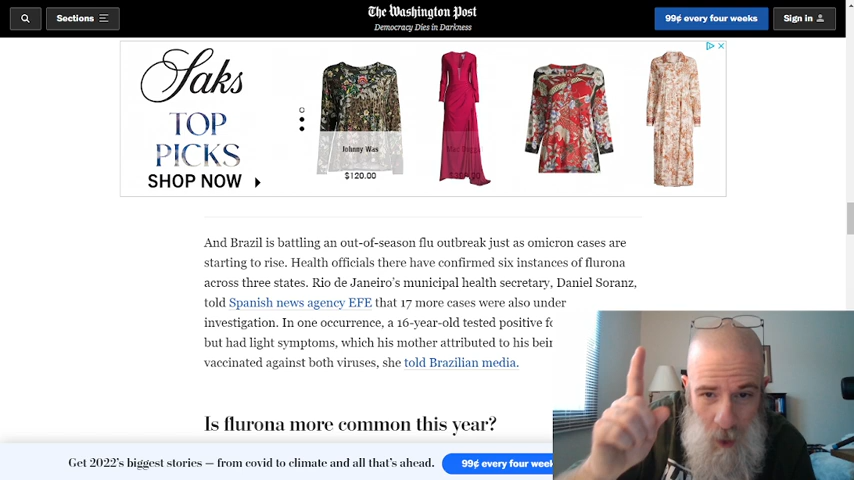 Sections
The Washington Post
Democracy Dies in Darkness
99¢ every four weeks
Sign in
Saks
TOP
PICKS
SHOP NOW
Johnny Was
$120.00
And Brazil is battling an out-of-season flu outbreak just as omicron cases are
starting to rise. Health officials there have confirmed six instances of flurona
across three states. Rio de Janeiro's municipal health secretary, Daniel Soranz,
told Spanish news agency EFE that 17 more cases were also under
investigation. In one occurrence, a 16-year-old tested positive
but had light symptoms, which his mother attributed to his
vaccinated against both viruses, she told Brazilian media.
Is flurona more common this year?
Get 2022's biggest stories — from covid to climate and all that's ahead.
99¢ every four